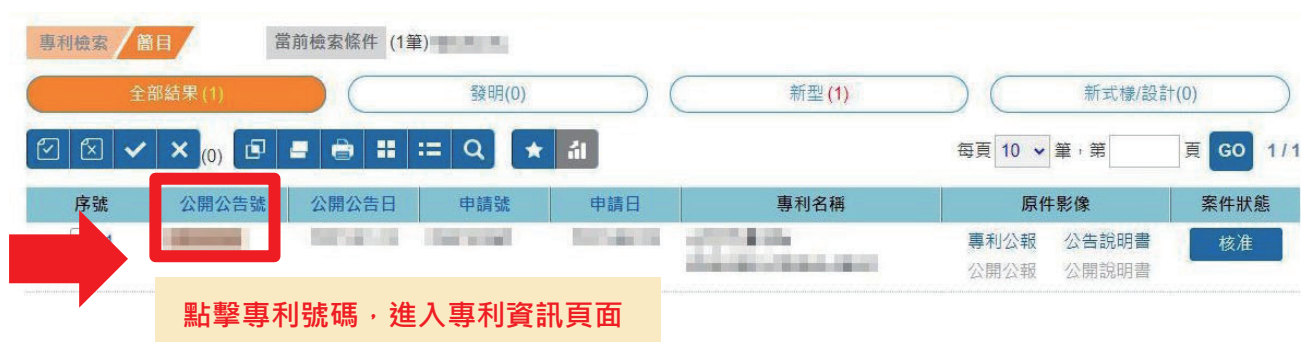 專利檢索 簡目 當前檢索條件 (1筆)
全部結果 (1) 發明(0) 新型 (1) 新式樣/設計(0)
(0) 每頁 10 筆，第 頁 GO 1 / 1
序號 公開公告號 公開公告日 申請號 申請日 專利名稱 原件影像 案件狀態
專利公報 公告說明書 核准
公開公報 公開說明書
點擊專利號碼，進入專利資訊頁面